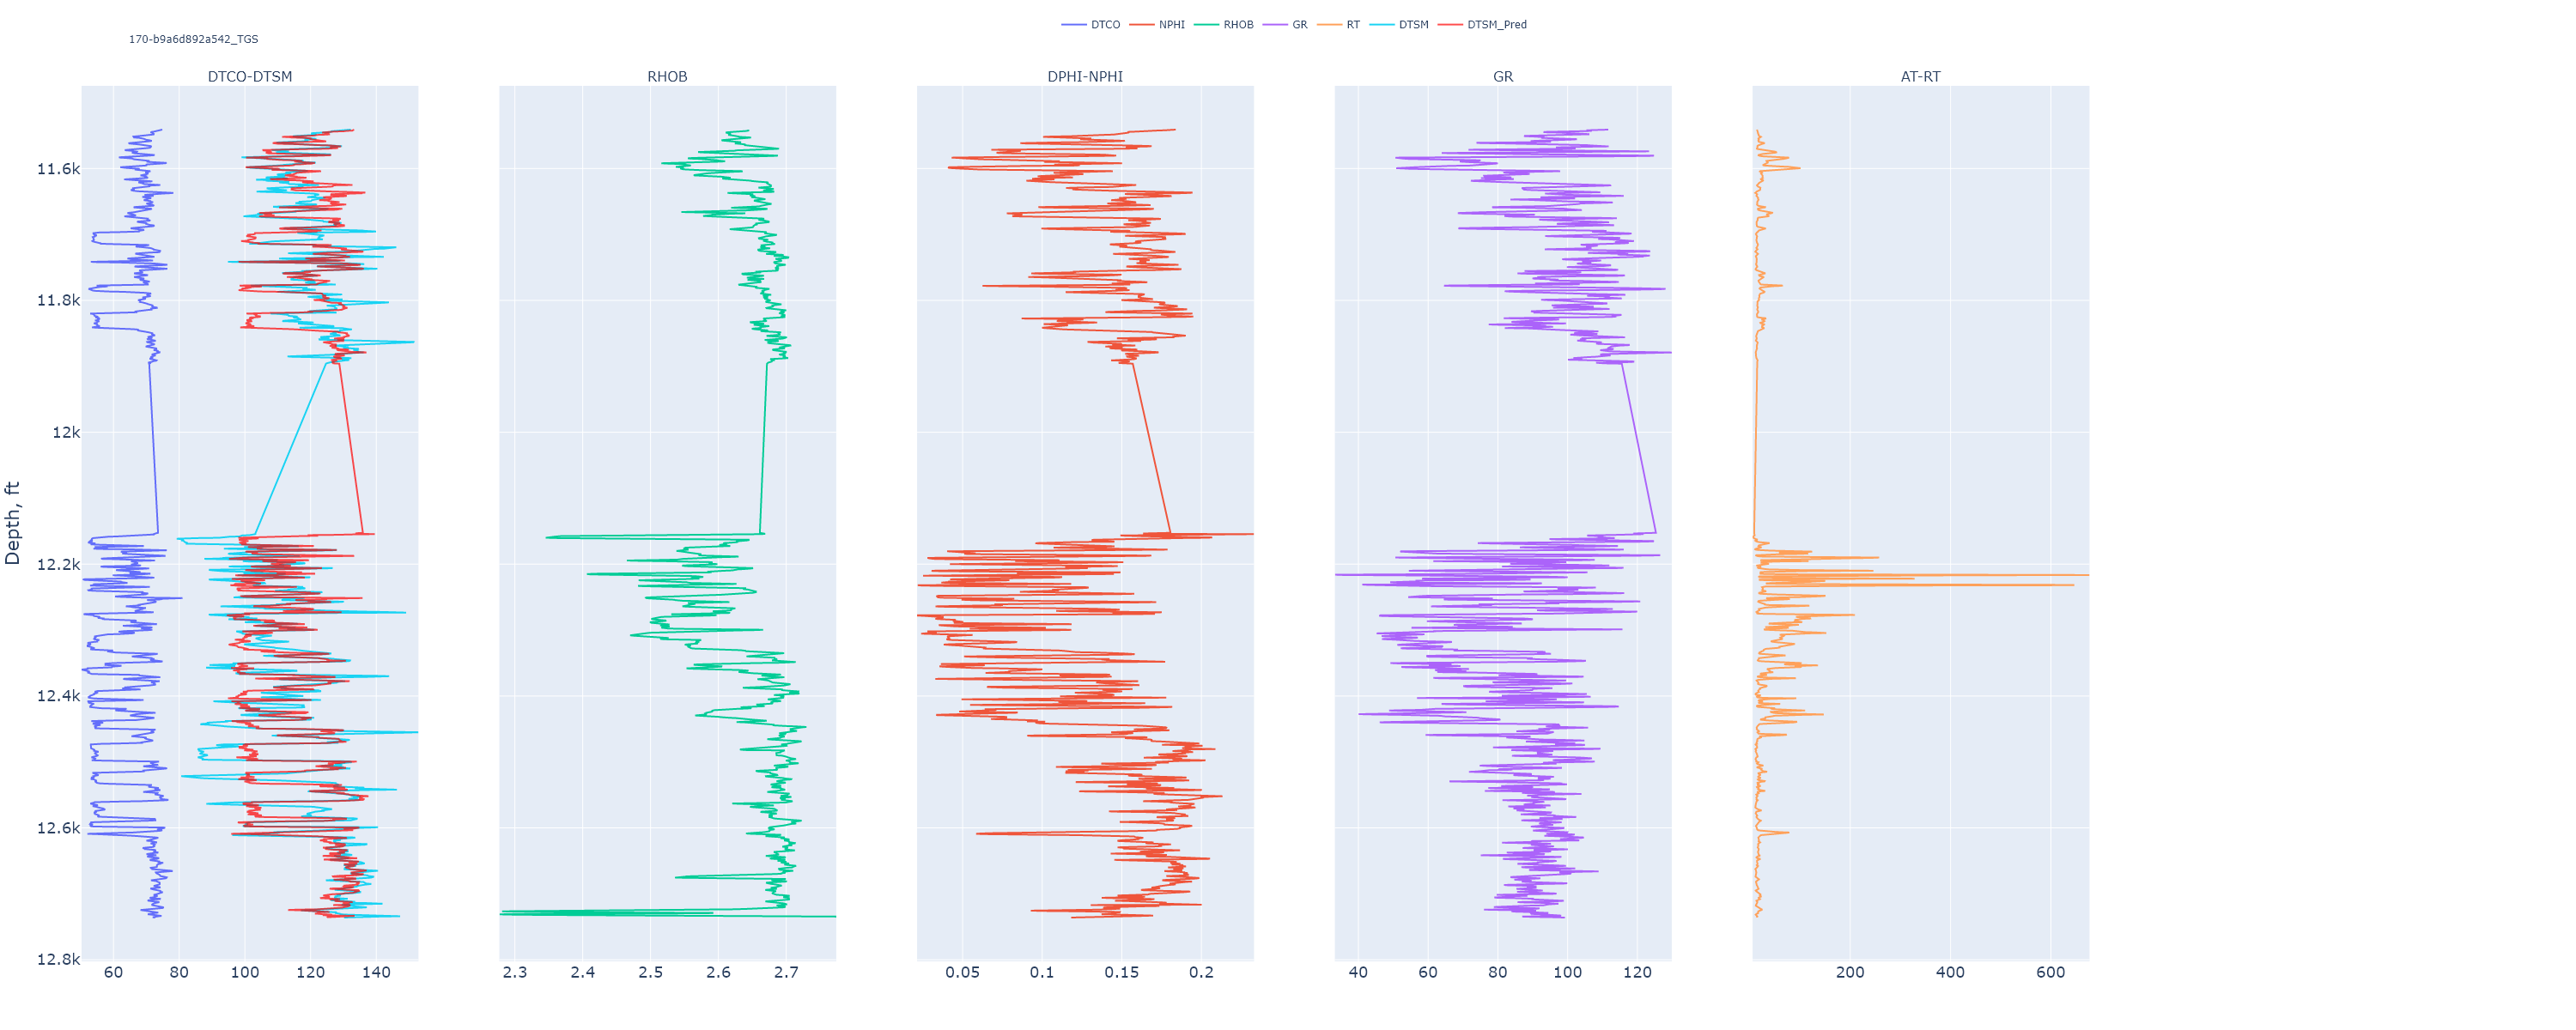 DTCO NPHI RHOB GR RT DTSM DTSM_Pred
170-b9a6d892a542_TGS
DTCO-DTSM RHOB DPHI-NPHI GR AT-RT
Depth, ft
11.6k
11.8k
12k
12.2k
12.4k
12.6k
12.8k
60 80 100 120 140 2.3 2.4 2.5 2.6 2.7 0.05 0.1 0.15 0.2 40 60 80 100 120 200 400 600